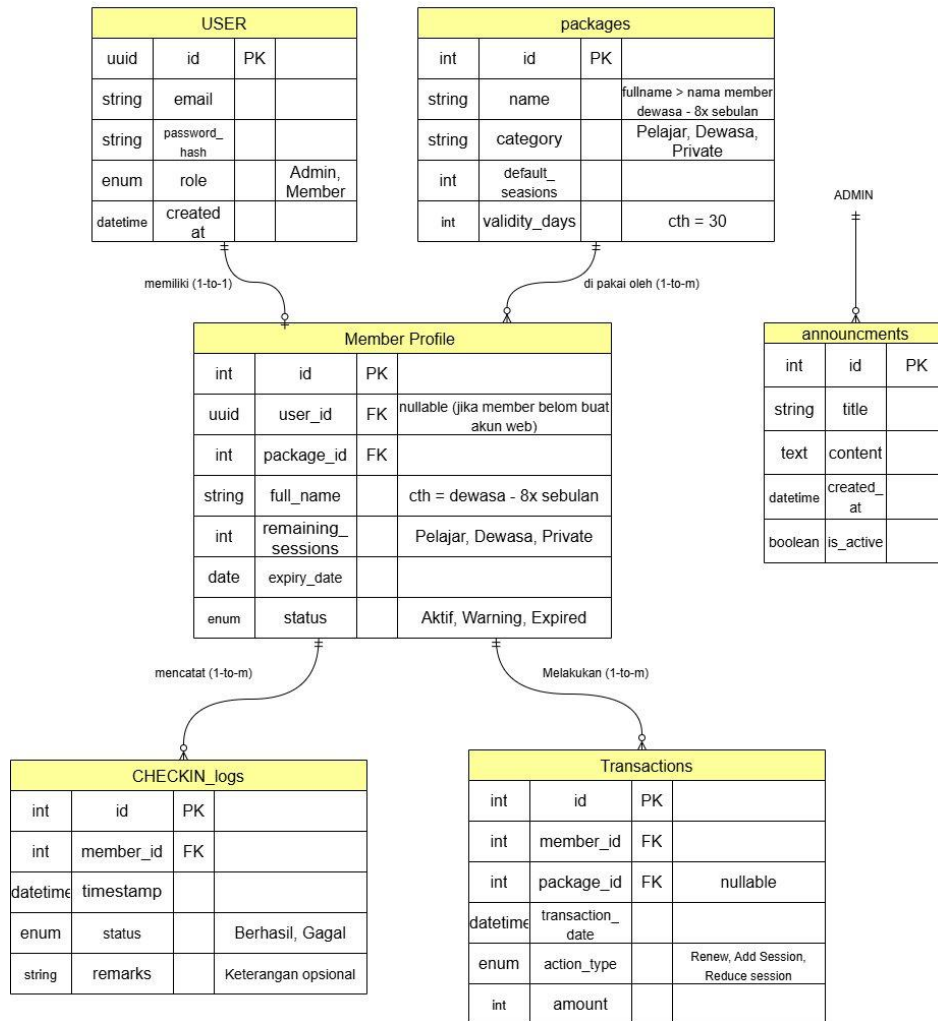 USER
uuid id PK
string email
string password_
hash
enum role Admin,
Member
datetime created
at
packages
int id PK
string name fullname > nama member
dewasa - 8x sebulan
string category Pelajar, Dewasa,
Private
int default_
seasions
int validity_days cth = 30
ADMIN
memiliki (1-to-1)
di pakai oleh (1-to-m)
Member Profile
int id PK
uuid user_id FK nullable (jika member belom buat
akun web)
int package_id FK
string full_name cth = dewasa - 8x sebulan
int remaining_
sessions Pelajar, Dewasa, Private
date expiry_date
enum status Aktif, Warning, Expired
announcments
int id PK
string title
text content
datetime created_
at
boolean is_active
mencatat (1-to-m)
Melakukan (1-to-m)
CHECKIN_logs
int id PK
int member_id FK
datetime timestamp
enum status Berhasil, Gagal
string remarks Keterangan opsional
Transactions
int id PK
int member_id FK
int package_id FK nullable
datetime transaction_
date
enum action_type Renew, Add Session,
Reduce session
int amount